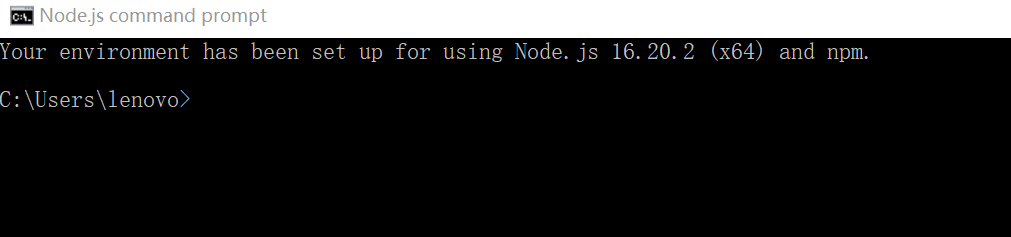 Node.js command prompt
Your environment has been set up for using Node.js 16.20.2 (x64) and npm.
C:\Users\lenovo>